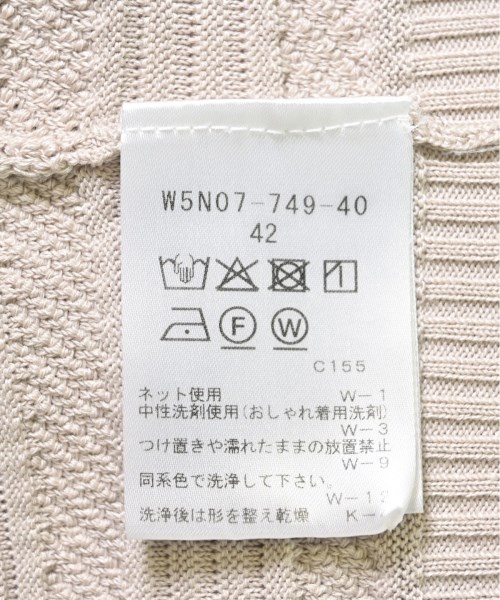 W5N07-749-40
42
F W
C155
ネット使用 W-1
中性洗剤使用(おしゃれ着用洗剤)
W-3
つけ置きや濡れたままの放置禁止
W-9
同系色で洗浄して下さい。
W-12
洗浄後は形を整え乾燥 K-